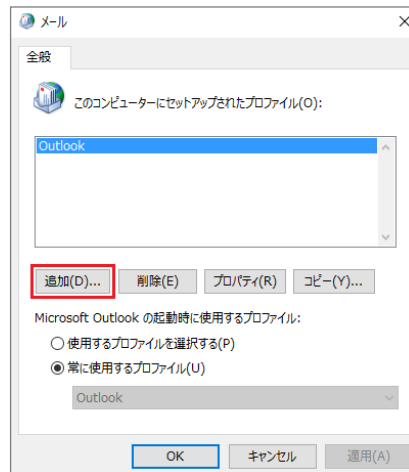 メール
全般
このコンピューターにセットアップされたプロファイル(O):
Outlook
追加(D)... 削除(E) プロパティ(R) コピー(Y)...
Microsoft Outlook の起動時に使用するプロファイル:
使用するプロファイルを選択する(P)
常に使用するプロファイル(U)
Outlook
OK キャンセル 適用(A)